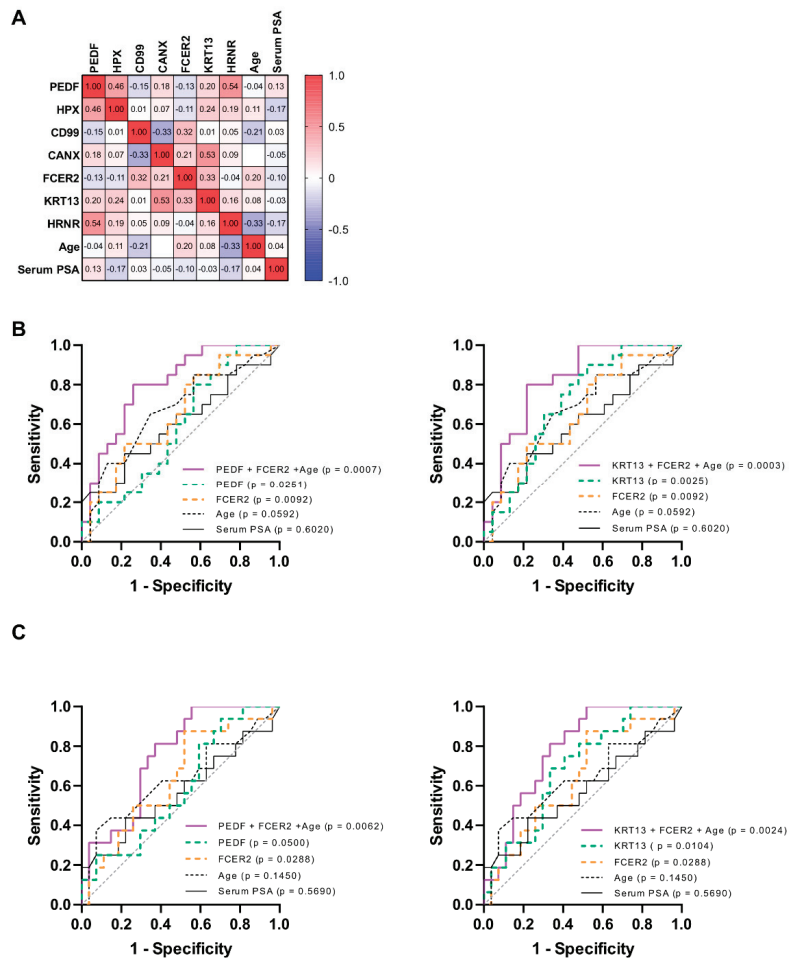 A
PEDF
HPX
CD99
CANX
FCER2
KRT13
HRNR
Age
Serum PSA
PEDF 1.00 0.46 -0.15 0.18 -0.13 0.20 0.54 -0.04 0.13
HPX 0.46 1.00 0.01 0.07 -0.11 0.24 0.19 0.11 -0.17
CD99 -0.15 0.01 1.00 -0.33 0.32 0.01 0.05 -0.21 0.03
CANX 0.18 0.07 -0.33 1.00 0.21 0.53 0.09 -0.05
FCER2 -0.13 -0.11 0.32 0.21 1.00 0.33 -0.04 0.20 -0.10
KRT13 0.20 0.24 0.01 0.53 0.33 1.00 0.16 0.08 -0.03
HRNR 0.54 0.19 0.05 0.09 -0.04 0.16 1.00 -0.33 -0.17
Age -0.04 0.11 -0.21 0.20 0.08 -0.33 1.00 0.04
Serum PSA 0.13 -0.17 0.03 -0.05 -0.10 -0.03 -0.17 0.04 1.00
1.0
0.5
0
-0.5
-1.0
B
Sensitivity
1.0
0.8
0.6
0.4
0.2
0.0
0.0 0.2 0.4 0.6 0.8 1.0
1 - Specificity
PEDF + FCER2 +Age (p = 0.0007)
PEDF (p = 0.0261)
FCER2 (p = 0.0092)
Age (p = 0.0592)
Serum PSA (p = 0.6020)
Sensitivity
1.0
0.8
0.6
0.4
0.2
0.0
0.0 0.2 0.4 0.6 0.8 1.0
1 - Specificity
KRT13 + FCER2 + Age (p = 0.0003)
KRT13 (p = 0.0025)
FCER2 (p = 0.0092)
Age (p = 0.0592)
Serum PSA (p = 0.6020)
C
Sensitivity
1.0
0.8
0.6
0.4
0.2
0.0
0.0 0.2 0.4 0.6 0.8 1.0
1 - Specificity
PEDF + FCER2 +Age (p = 0.0062)
PEDF (p = 0.0500)
FCER2 (p = 0.0288)
Age (p = 0.1450)
Serum PSA (p = 0.5690)
Sensitivity
1.0
0.8
0.6
0.4
0.2
0.0
0.0 0.2 0.4 0.6 0.8 1.0
1 - Specificity
KRT13 + FCER2 + Age (p = 0.0024)
KRT13 ( p = 0.0104)
FCER2 (p = 0.0288)
Age (p = 0.1450)
Serum PSA (p = 0.5690)